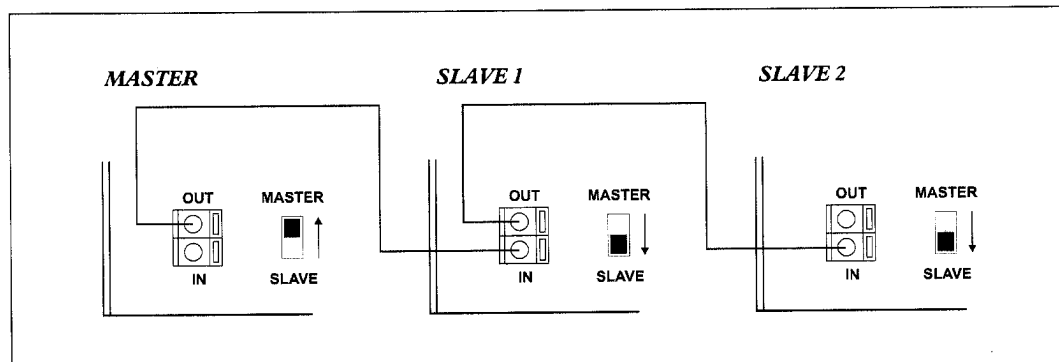 MASTER
SLAVE 1
SLAVE 2
OUT
MASTER
IN
SLAVE
OUT
MASTER
IN
SLAVE
OUT
MASTER
IN
SLAVE